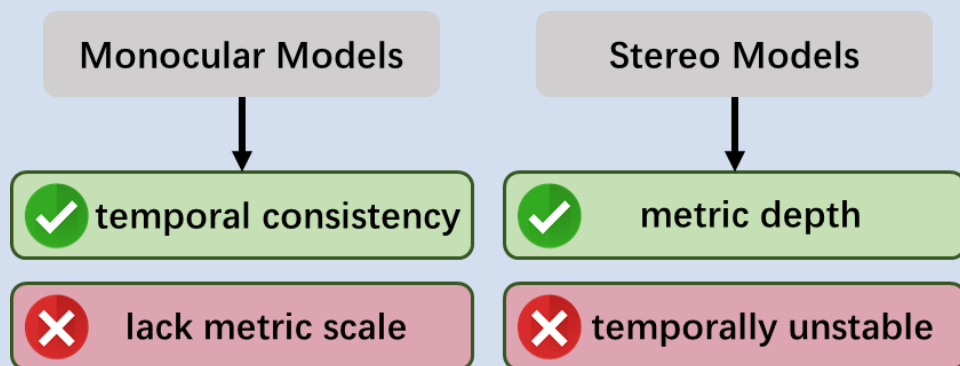 Monocular Models
Stereo Models
temporal consistency
metric depth
lack metric scale
temporally unstable